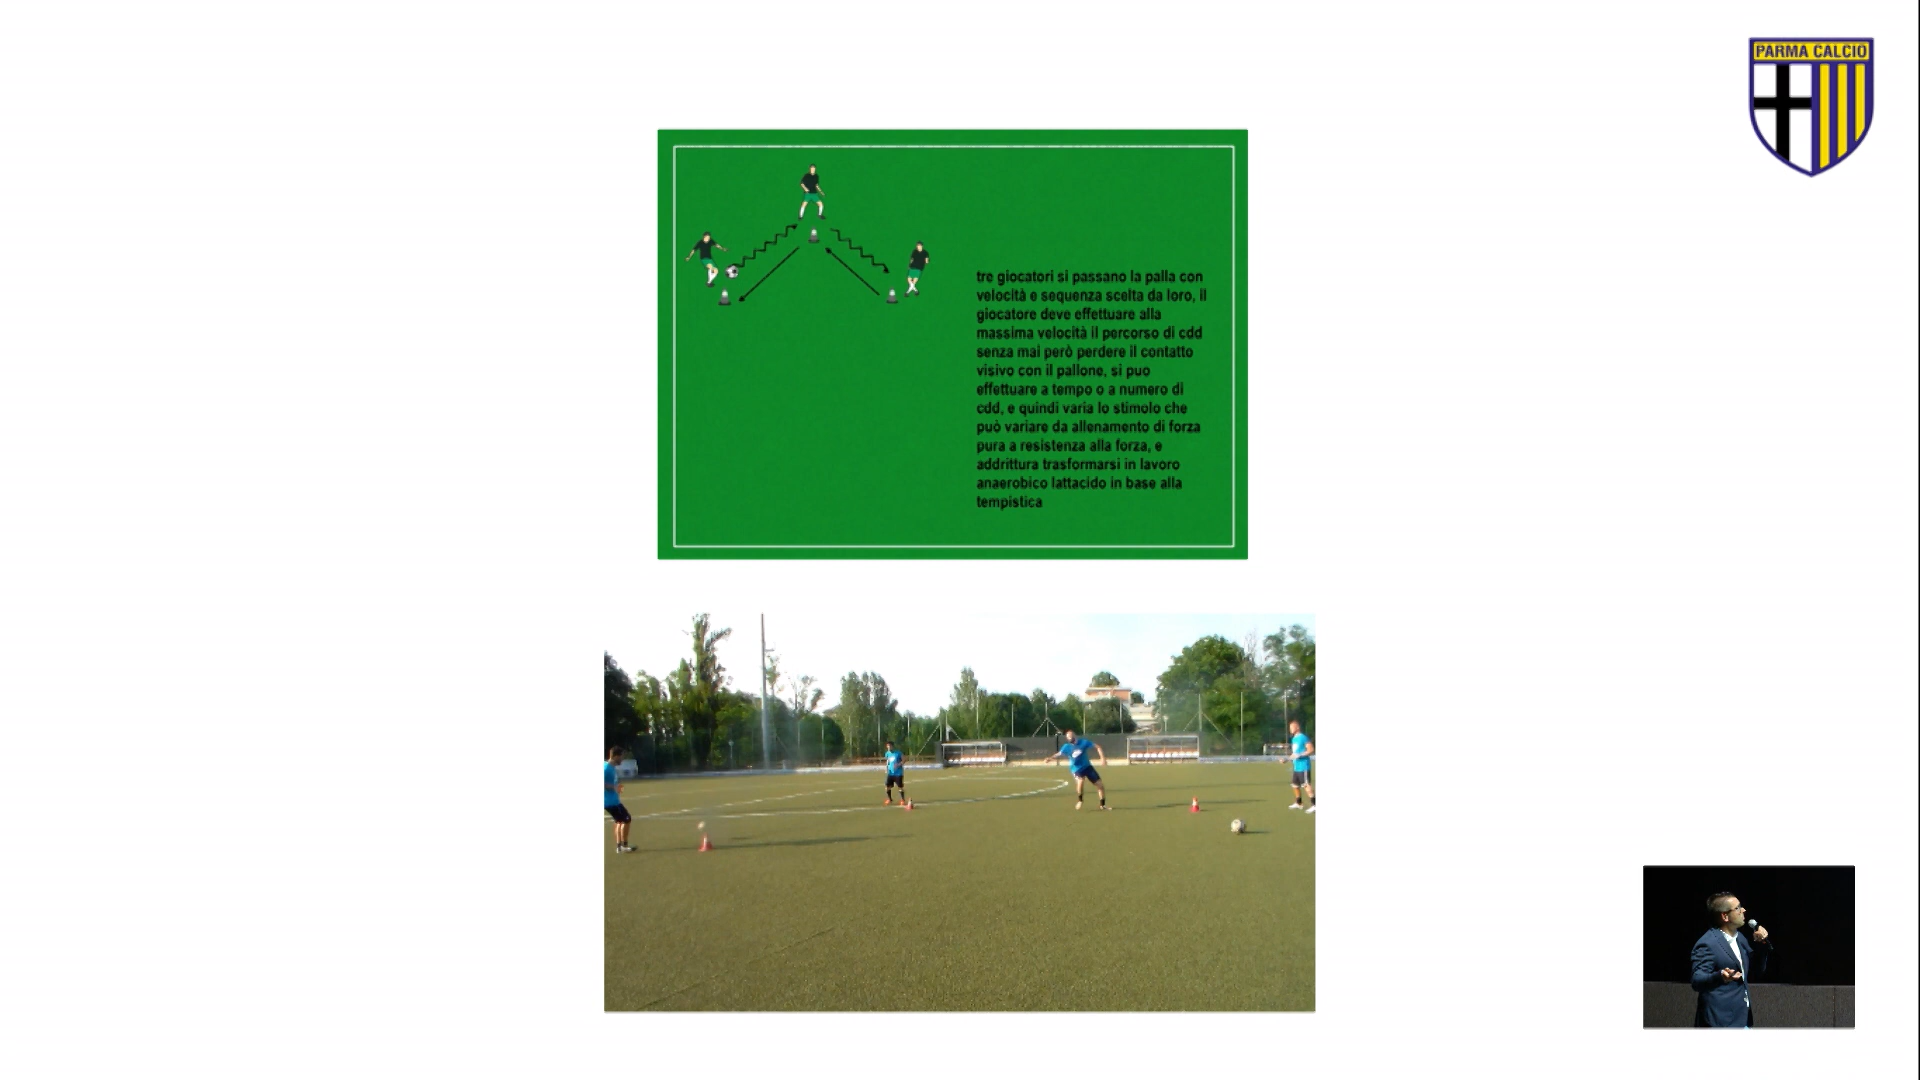 PARMA CALCIO
tre giocatori si passano la palla con
velocità e sequenza scelta da loro, il
giocatore deve effettuare alla
massima velocità il percorso di cdd
senza mai però perdere il contatto
visivo con il pallone, si puo
effettuare a tempo o a numero di
cdd, e quindi varia lo stimolo che
può variare da allenamento di forza
pura a resistenza alla forza, e
addrittura trasformarsi in lavoro
anaerobico lattacido in base alla
tempistica